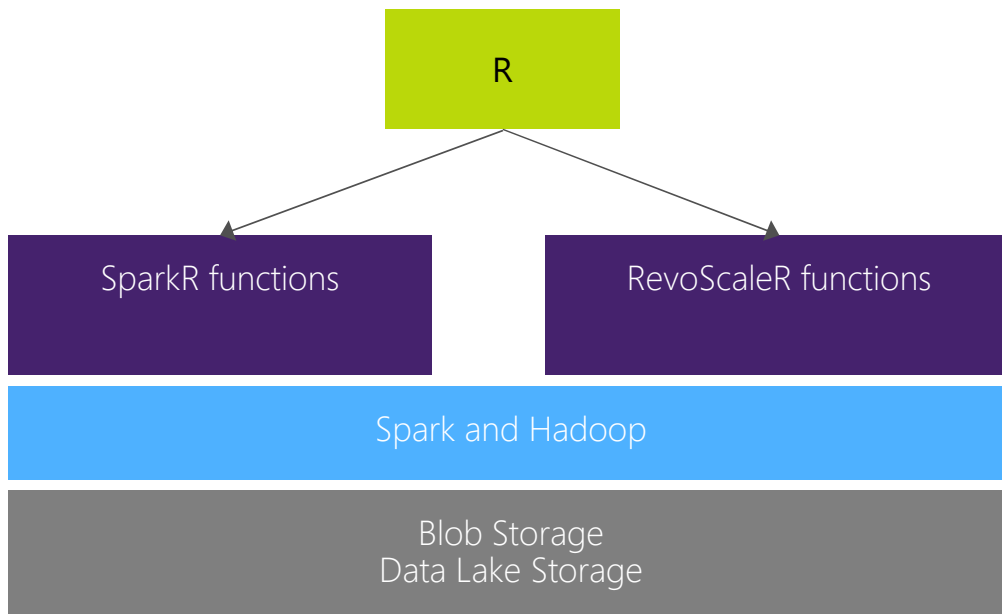 R
SparkR functions
RevoScaleR functions
Spark and Hadoop
Blob Storage
Data Lake Storage